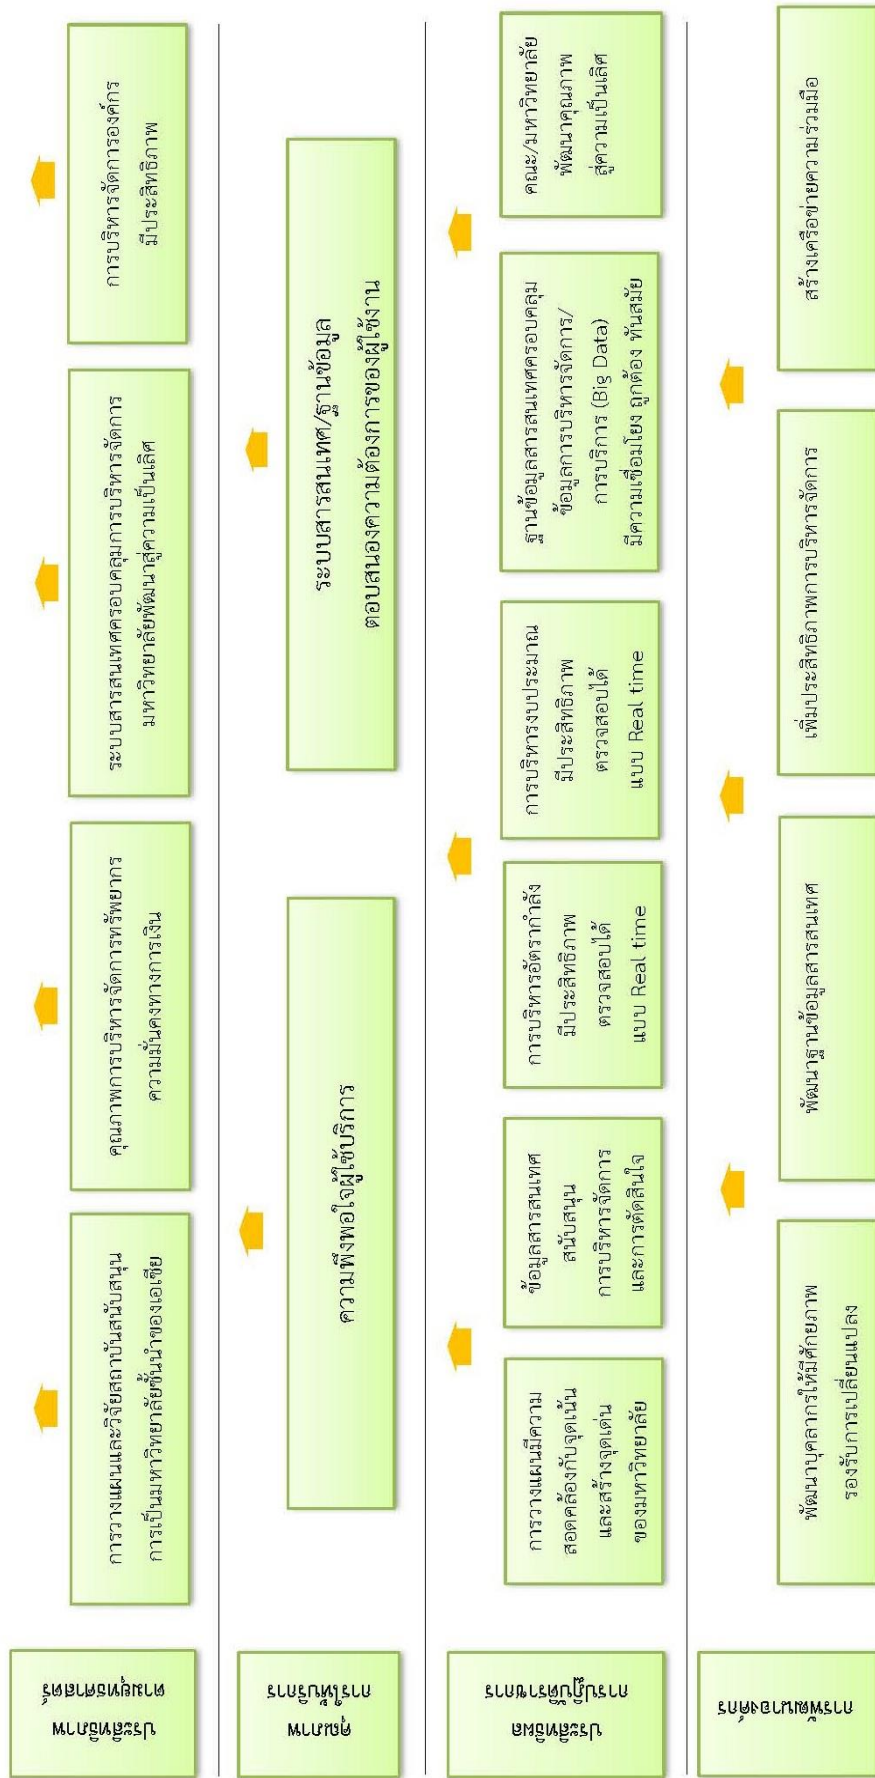 ประสิทธิภาพ
ตามยุทธศาสตร์
การวางแผนและวิจัยสถาบันสนับสนุน
การเป็นมหาวิทยาลัยชั้นนำของเอเชีย
คุณภาพการบริหารจัดการทรัพยากร
ความมั่นคงทางการเงิน
ระบบสารสนเทศครอบคลุมการบริหารจัดการ
มหาวิทยาลัยพัฒนาสู่ความเป็นเลิศ
การบริหารจัดการองค์กร
มีประสิทธิภาพ
คุณภาพ
การให้บริการ
ความพึงพอใจผู้ใช้บริการ
ระบบสารสนเทศ/ฐานข้อมูล
ตอบสนองความต้องการของผู้ใช้งาน
ประสิทธิผล
การปฏิบัติราชการ
การวางแผนมีความ
สอดคล้องกับจุดเน้น
และสร้างจุดเด่น
ของมหาวิทยาลัย
ข้อมูลสารสนเทศ
สนับสนุน
การบริหารจัดการ
และการตัดสินใจ
การบริหารอัตรากำลัง
มีประสิทธิภาพ
ตรวจสอบได้
แบบ Real time
การบริหารงบประมาณ
มีประสิทธิภาพ
ตรวจสอบได้
แบบ Real time
ฐานข้อมูลสารสนเทศครอบคลุม
ข้อมูลการบริหารจัดการ/
การบริการ (Big Data)
มีความเชื่อมโยง ถูกต้อง ทันสมัย
คณะ/มหาวิทยาลัย
พัฒนาคุณภาพ
สู่ความเป็นเลิศ
การพัฒนาองค์กร
พัฒนาบุคลากรให้มีศักยภาพ
รองรับการเปลี่ยนแปลง
พัฒนาฐานข้อมูลสารสนเทศ
เพิ่มประสิทธิภาพการบริหารจัดการ
สร้างเครือข่ายความร่วมมือ